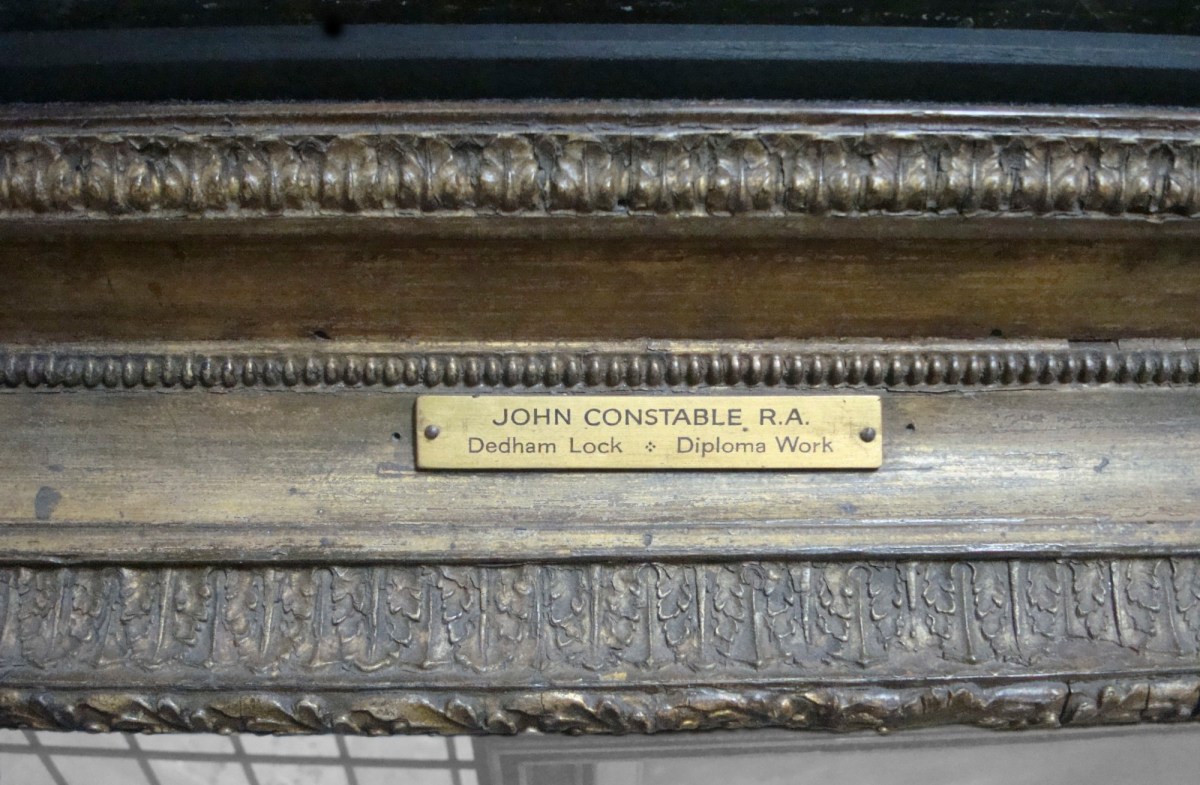 JOHN CONSTABLE R.A.
Dedham Lock ⁘ Diploma Work